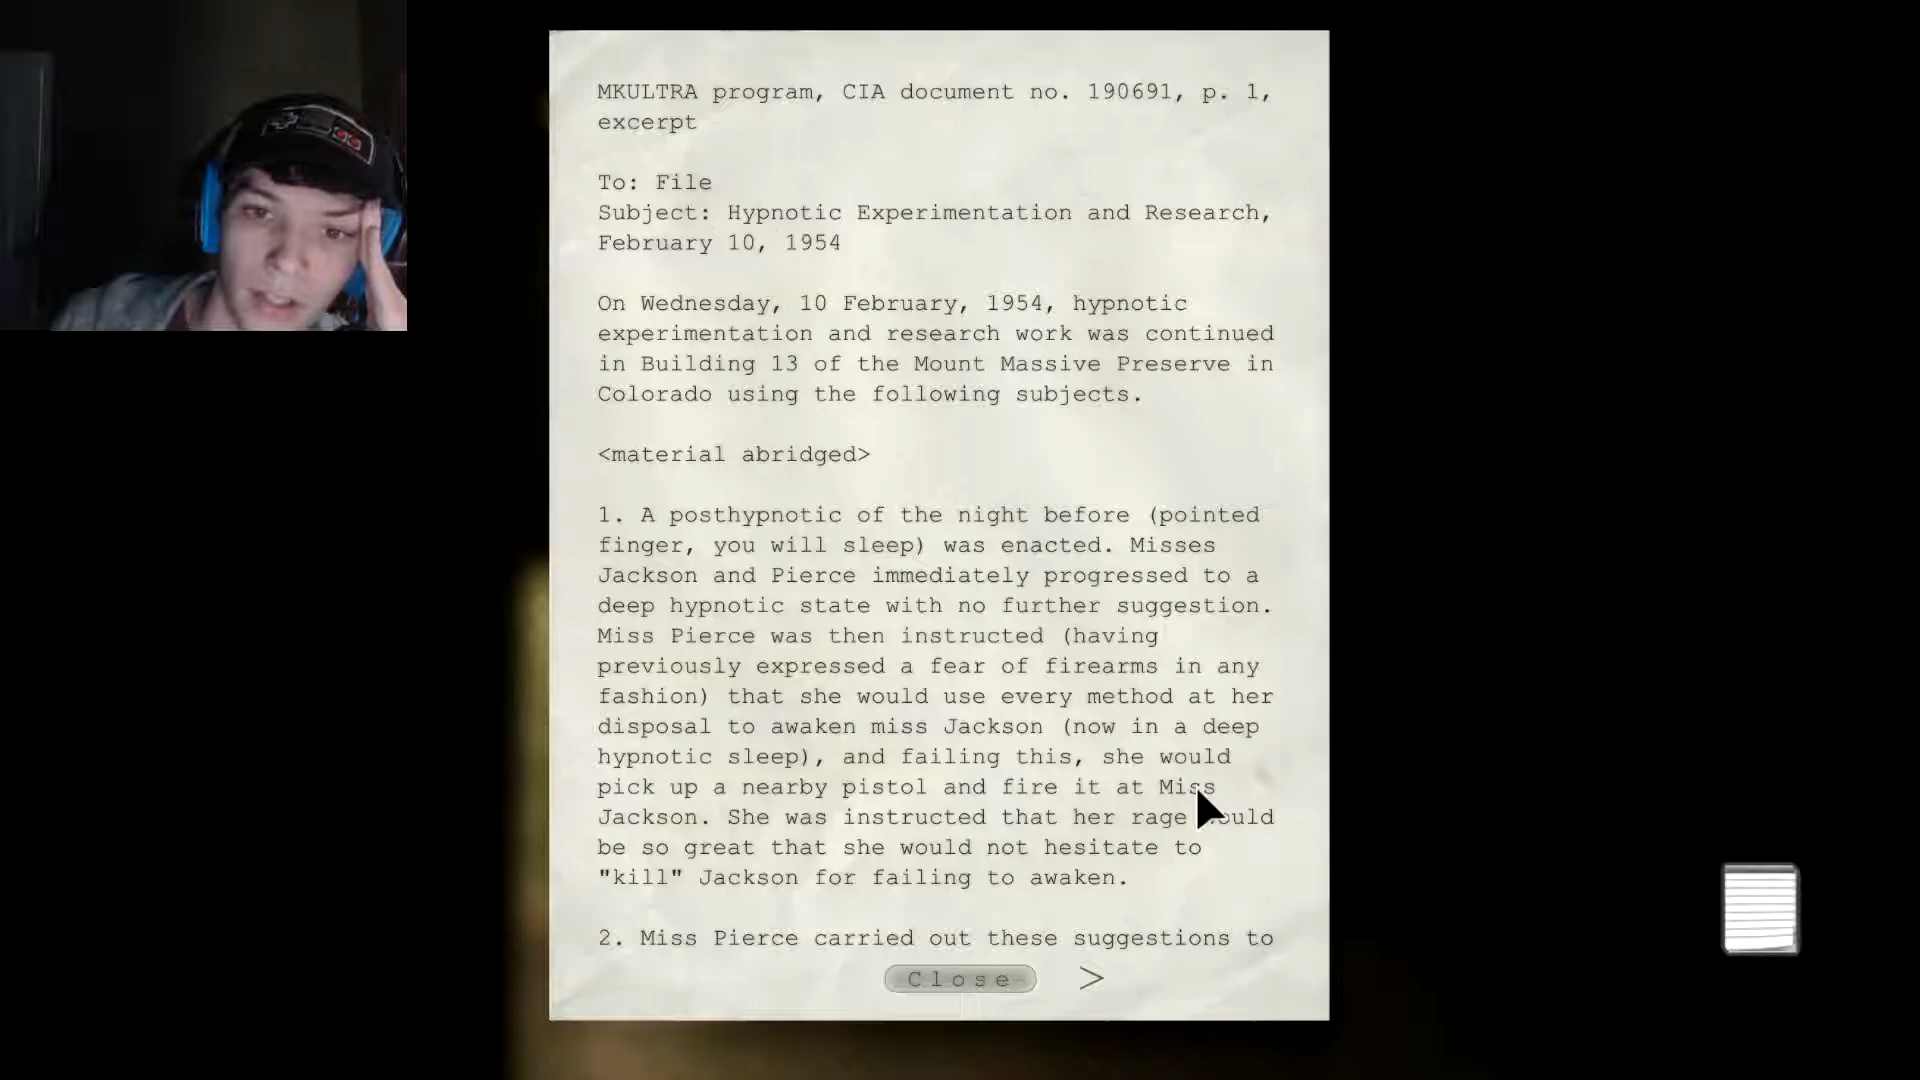 MKULTRA program, CIA document no. 190691, p. 1,
excerpt
To: File
Subject: Hypnotic Experimentation and Research,
February 10, 1954
On Wednesday, 10 February, 1954, hypnotic
experimentation and research work was continued
in Building 13 of the Mount Massive Preserve in
Colorado using the following subjects.
<material abridged>
1. A posthypnotic of the night before (pointed
finger, you will sleep) was enacted. Misses
Jackson and Pierce immediately progressed to a
deep hypnotic state with no further suggestion.
Miss Pierce was then instructed (having
previously expressed a fear of firearms in any
fashion) that she would use every method at her
disposal to awaken miss Jackson (now in a deep
hypnotic sleep), and failing this, she would
pick up a nearby pistol and fire it at Miss
Jackson. She was instructed that her rage would
be so great that she would not hesitate to
"kill" Jackson for failing to awaken.
2. Miss Pierce carried out these suggestions to
Close >